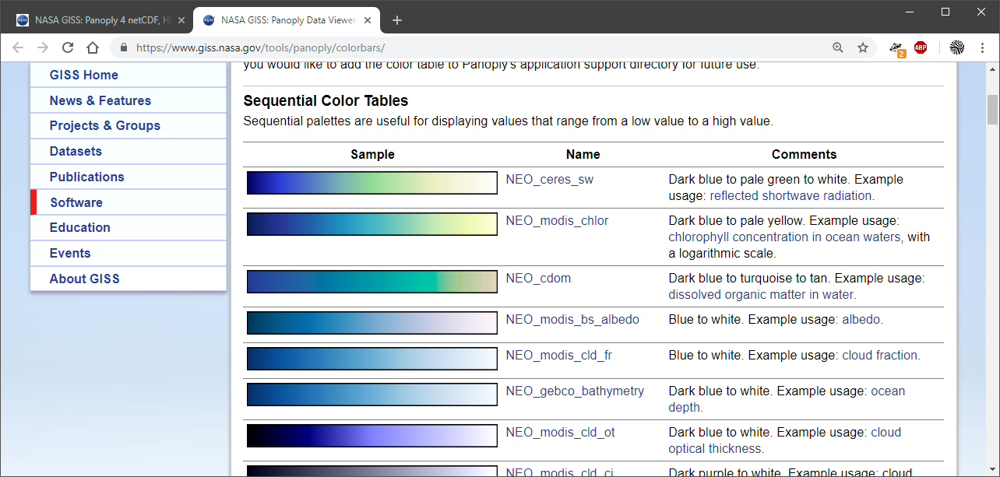 NASA GISS: Panoply 4 netCDF, H
NASA GISS: Panoply Data Viewer
https://www.giss.nasa.gov/tools/panoply/colorbars/
2
ABP
GISS Home
News & Features
Projects & Groups
Datasets
Publications
Software
Education
Events
About GISS
you would like to add the color table to Panoply's application support directory for future use.
Sequential Color Tables
Sequential palettes are useful for displaying values that range from a low value to a high value.
Sample Name Comments
NEO_ceres_sw
Dark blue to pale green to white. Example
usage: reflected shortwave radiation.
NEO_modis_chlor
Dark blue to pale yellow. Example usage:
chlorophyll concentration in ocean waters, with
a logarithmic scale.
NEO_cdom
Dark blue to turquoise to tan. Example usage:
dissolved organic matter in water.
NEO_modis_bs_albedo
Blue to white. Example usage: albedo.
NEO_modis_cld_fr
Blue to white. Example usage: cloud fraction.
NEO_gebco_bathymetry
Dark blue to white. Example usage: ocean
depth.
NEO_modis_cld_ot
Dark blue to white. Example usage: cloud
optical thickness.
NEO_modis_cld_ci
Dark purple to white. Example usage: cloud